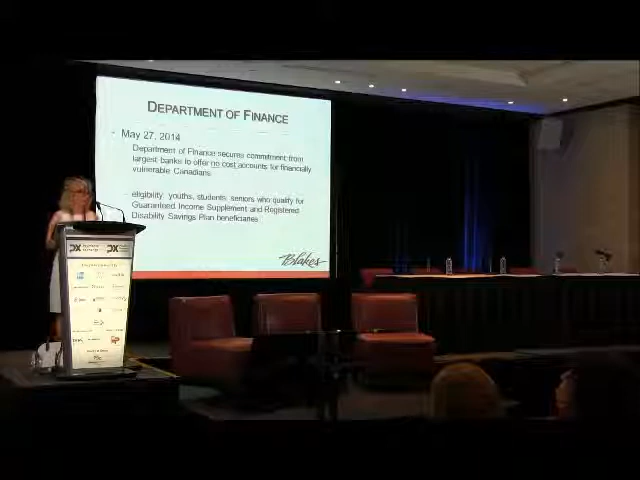 DEPARTMENT OF FINANCE
- May 27, 2014
Department of Finance secures commitment from
largest banks to offer no cost accounts for financially
vulnerable Canadians
- eligibility: youths, students, seniors who qualify for
Guaranteed Income Supplement and Registered
Disability Savings Plan beneficiaries
Blakes